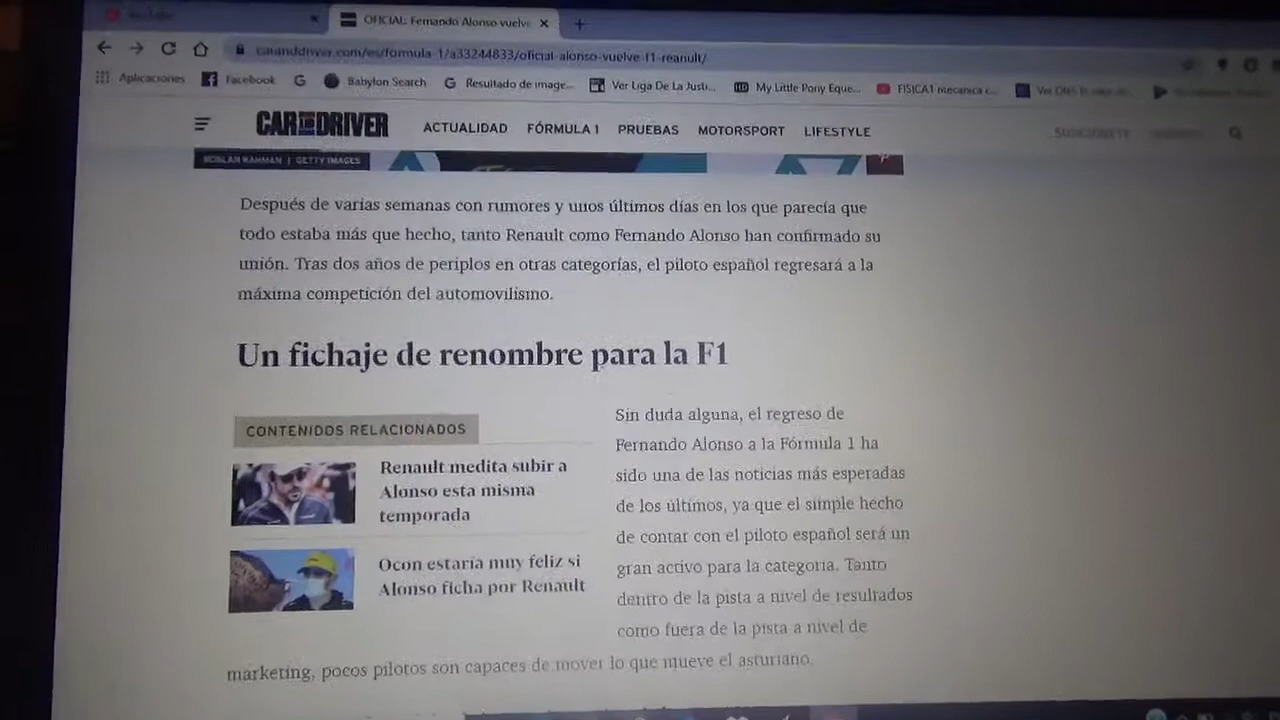 YouTube
OFICIAL: Fernando Alonso vuelve
caranddriver.com/es/formula-1/a33244833/oficial-alonso-vuelve-f1-reanult/
Aplicaciones Facebook Babylon Search Resultado de image... Ver Liga De La Justi... My Little Pony Eque... FISICA1 mecanica c...
CAR AND DRIVER ACTUALIDAD FÓRMULA 1 PRUEBAS MOTORSPORT LIFESTYLE SUSCRÍBETE
ROSLAN RAHMAN | GETTY IMAGES
Después de varias semanas con rumores y unos últimos días en los que parecía que
todo estaba más que hecho, tanto Renault como Fernando Alonso han confirmado su
unión. Tras dos años de periplos en otras categorías, el piloto español regresará a la
máxima competición del automovilismo.
Un fichaje de renombre para la F1
CONTENIDOS RELACIONADOS
Renault medita subir a
Alonso esta misma
temporada
Ocon estaría muy feliz si
Alonso ficha por Renault
Sin duda alguna, el regreso de
Fernando Alonso a la Fórmula 1 ha
sido una de las noticias más esperadas
de los últimos, ya que el simple hecho
de contar con el piloto español será un
gran activo para la categoría. Tanto
dentro de la pista a nivel de resultados
como fuera de la pista a nivel de
marketing, pocos pilotos son capaces de mover lo que mueve el asturiano.